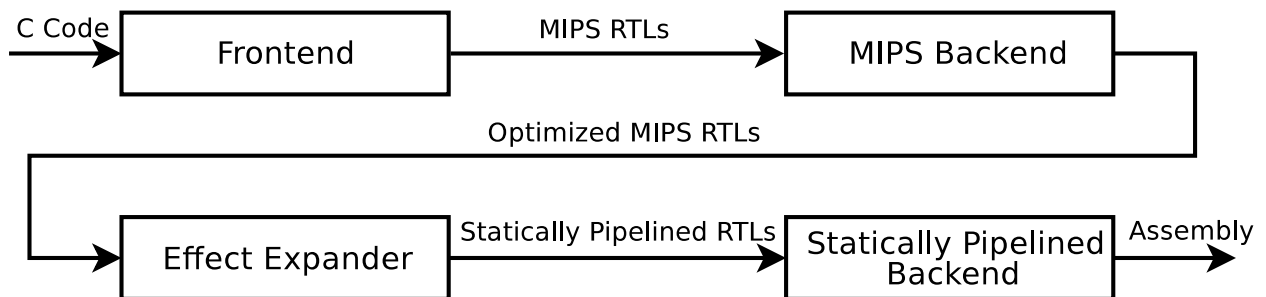 C Code
Frontend
MIPS RTLs
MIPS Backend
Optimized MIPS RTLs
Effect Expander
Statically Pipelined RTLs
Statically Pipelined
Backend
Assembly